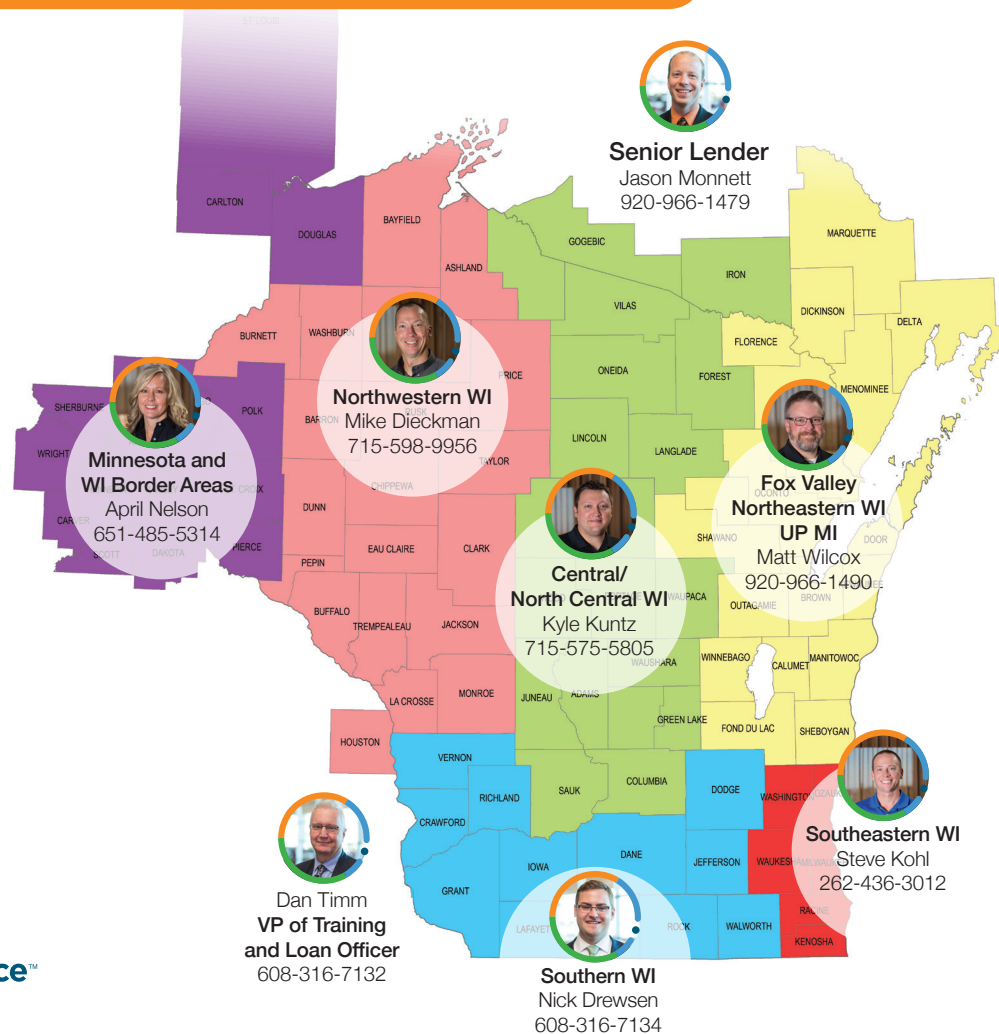 ST LOUIS
Senior Lender
Jason Monnett
920-966-1479
CARLTON
DOUGLAS
BAYFIELD
ASHLAND
GOGEBIC
IRON
MARQUETTE
VILAS
DICKINSON
DELTA
BURNETT
WASHBURN
FLORENCE
PRICE
ONEIDA
FOREST
MENOMINEE
Northwestern WI
Mike Dieckman
715-598-9956
SHERBURNE
POLK
BARRON
RUSK
LINCOLN
LANGLADE
WRIGHT
TAYLOR
Minnesota and
WI Border Areas
April Nelson
651-485-5314
CROIX
CHIPPEWA
CARVER
SCOTT
DAKOTA
PIERCE
DUNN
EAU CLAIRE
CLARK
PEPIN
OCONTO
Fox Valley
Northeastern WI
UP MI
Matt Wilcox
920-966-1490
SHAWANO
DOOR
Central/
North Central WI
Kyle Kuntz
715-575-5805
WAUPACA
OUTAGAMIE
BROWN
BUFFALO
TREMPEALEAU
JACKSON
WAUSHARA
WINNEBAGO
CALUMET
MANITOWOC
LA CROSSE
MONROE
JUNEAU
ADAMS
GREEN LAKE
FOND DU LAC
SHEBOYGAN
HOUSTON
VERNON
RICHLAND
SAUK
COLUMBIA
DODGE
WASHINGTON
OZAUKEE
CRAWFORD
Southeastern WI
Steve Kohl
262-436-3012
IOWA
DANE
JEFFERSON
WAUKESHA
MILWAUKEE
GRANT
LAFAYET
ROCK
WALWORTH
RACINE
KENOSHA
Dan Timm
VP of Training
and Loan Officer
608-316-7132
Southern WI
Nick Drewsen
608-316-7134
ce™